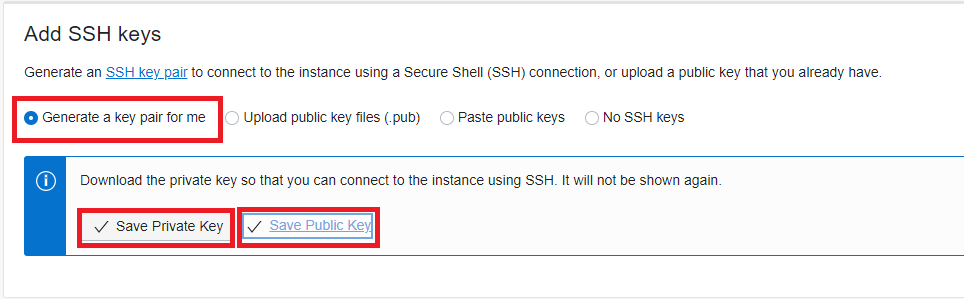 Add SSH keys
Generate an SSH key pair to connect to the instance using a Secure Shell (SSH) connection, or upload a public key that you already have.
Generate a key pair for me Upload public key files (.pub) Paste public keys No SSH keys
Download the private key so that you can connect to the instance using SSH. It will not be shown again.
Save Private Key Save Public Key